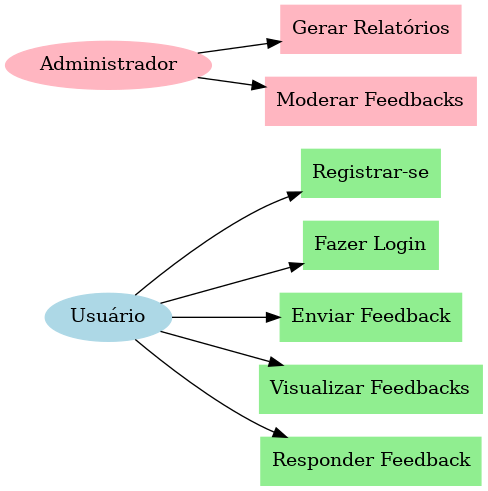 Administrador
Gerar Relatórios
Moderar Feedbacks
Usuário
Registrar-se
Fazer Login
Enviar Feedback
Visualizar Feedbacks
Responder Feedback